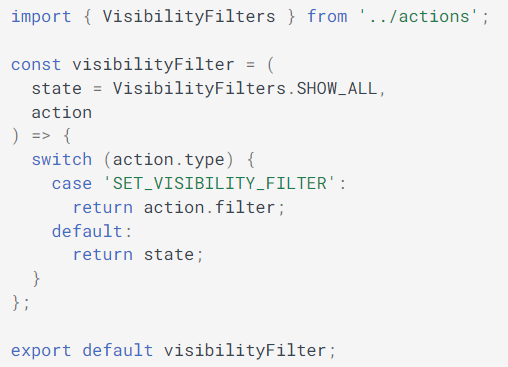 import { VisibilityFilters } from '../actions';

const visibilityFilter = (
  state = VisibilityFilters.SHOW_ALL,
  action
) => {
  switch (action.type) {
    case 'SET_VISIBILITY_FILTER':
      return action.filter;
    default:
      return state;
  }
};

export default visibilityFilter;